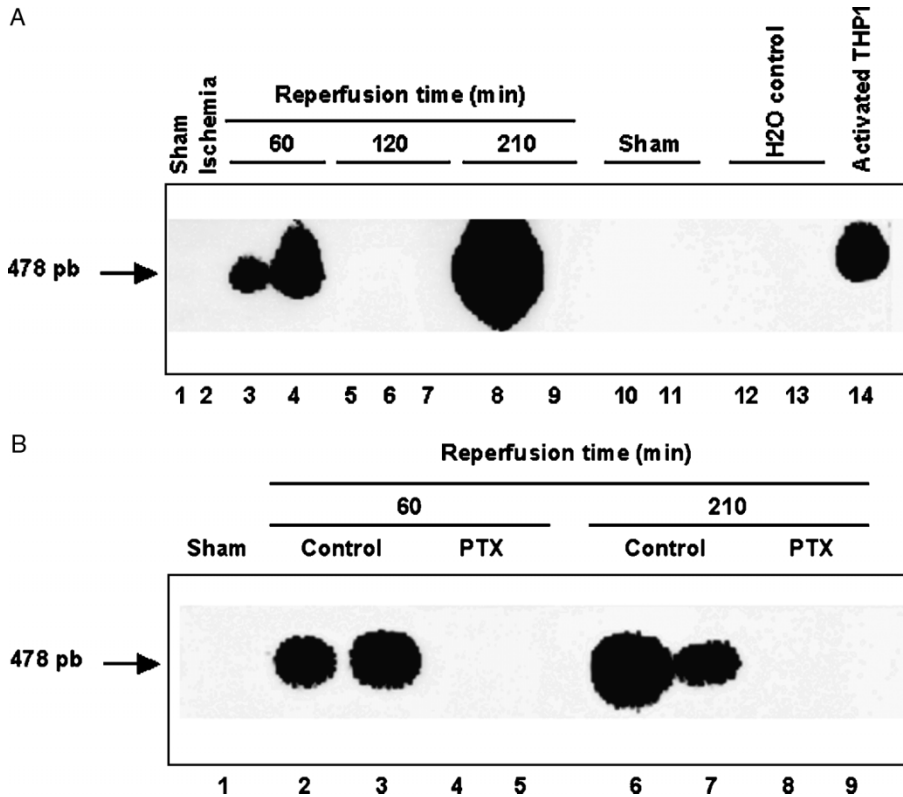 A
Sham
Ischemia
Reperfusion time (min)
60 120 210 Sham
H2O control
Activated THP1
478 pb
1 2 3 4 5 6 7 8 9 10 11 12 13 14
B
Reperfusion time (min)
60 210
Sham Control PTX Control PTX
478 pb
1 2 3 4 5 6 7 8 9